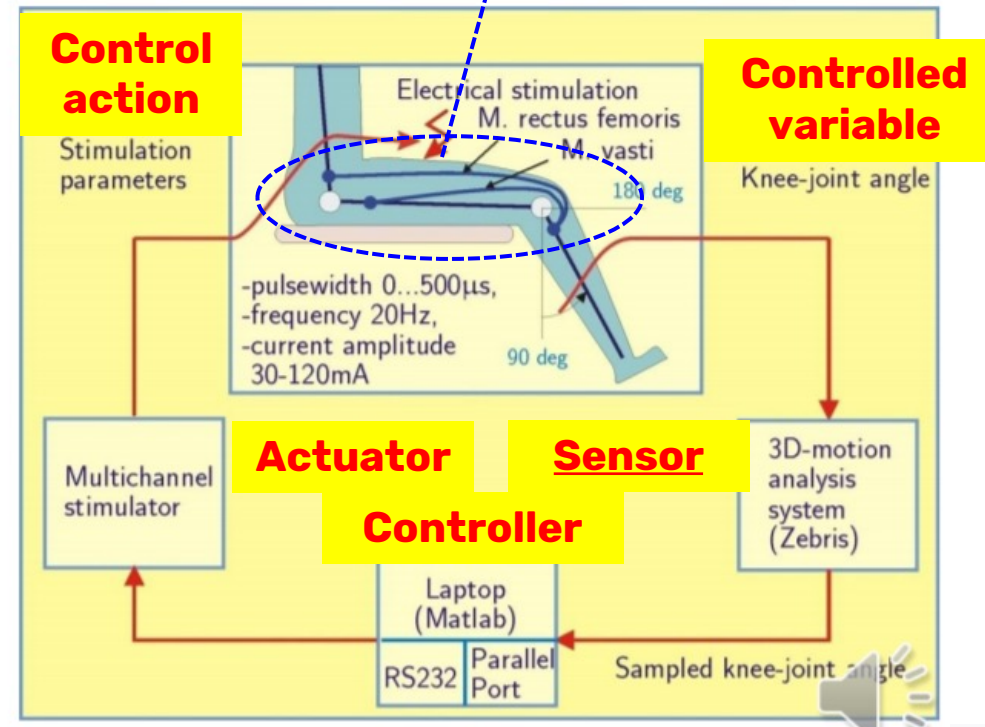 Control
action
Controlled
variable
Electrical stimulation
M. rectus femoris
M. vasti
Stimulation
parameters
180 deg
Knee-joint angle
-pulsewidth 0...500µs,
-frequency 20Hz,
-current amplitude
30-120mA
90 deg
Actuator
Sensor
Multichannel
stimulator
3D-motion
analysis
system
(Zebris)
Controller
Laptop
(Matlab)
RS232
Parallel
Port
Sampled knee-joint angle